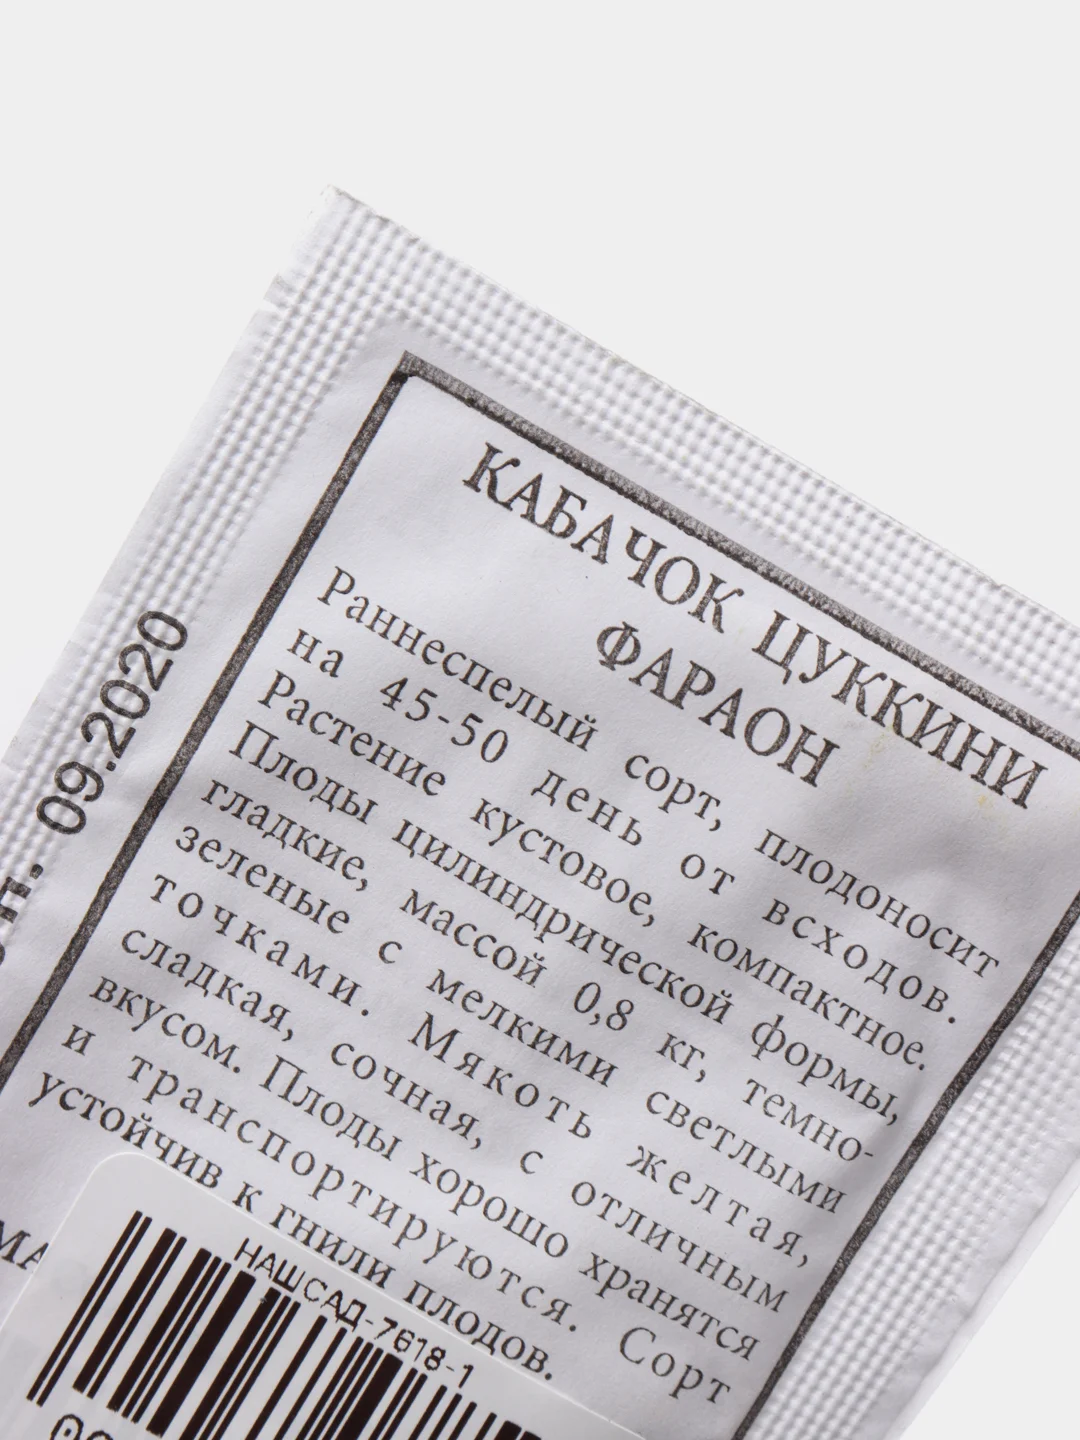 КАБАЧОК ЦУККИНИ
ФАРАОН
Раннеспелый сорт, плодоносит
на 45-50 день от всходов.
Растение кустовое, компактное.
Плоды цилиндрической формы,
гладкие, массой 0,8 кг, темно-
зеленые с мелкими светлыми
точками. Мякоть желтая,
сладкая, сочная, с отличным
вкусом. Плоды хорошо хранятся
и транспортируются. Сорт
устойчив к гнили плодов.
09.2020
НАШ САД-7618-1